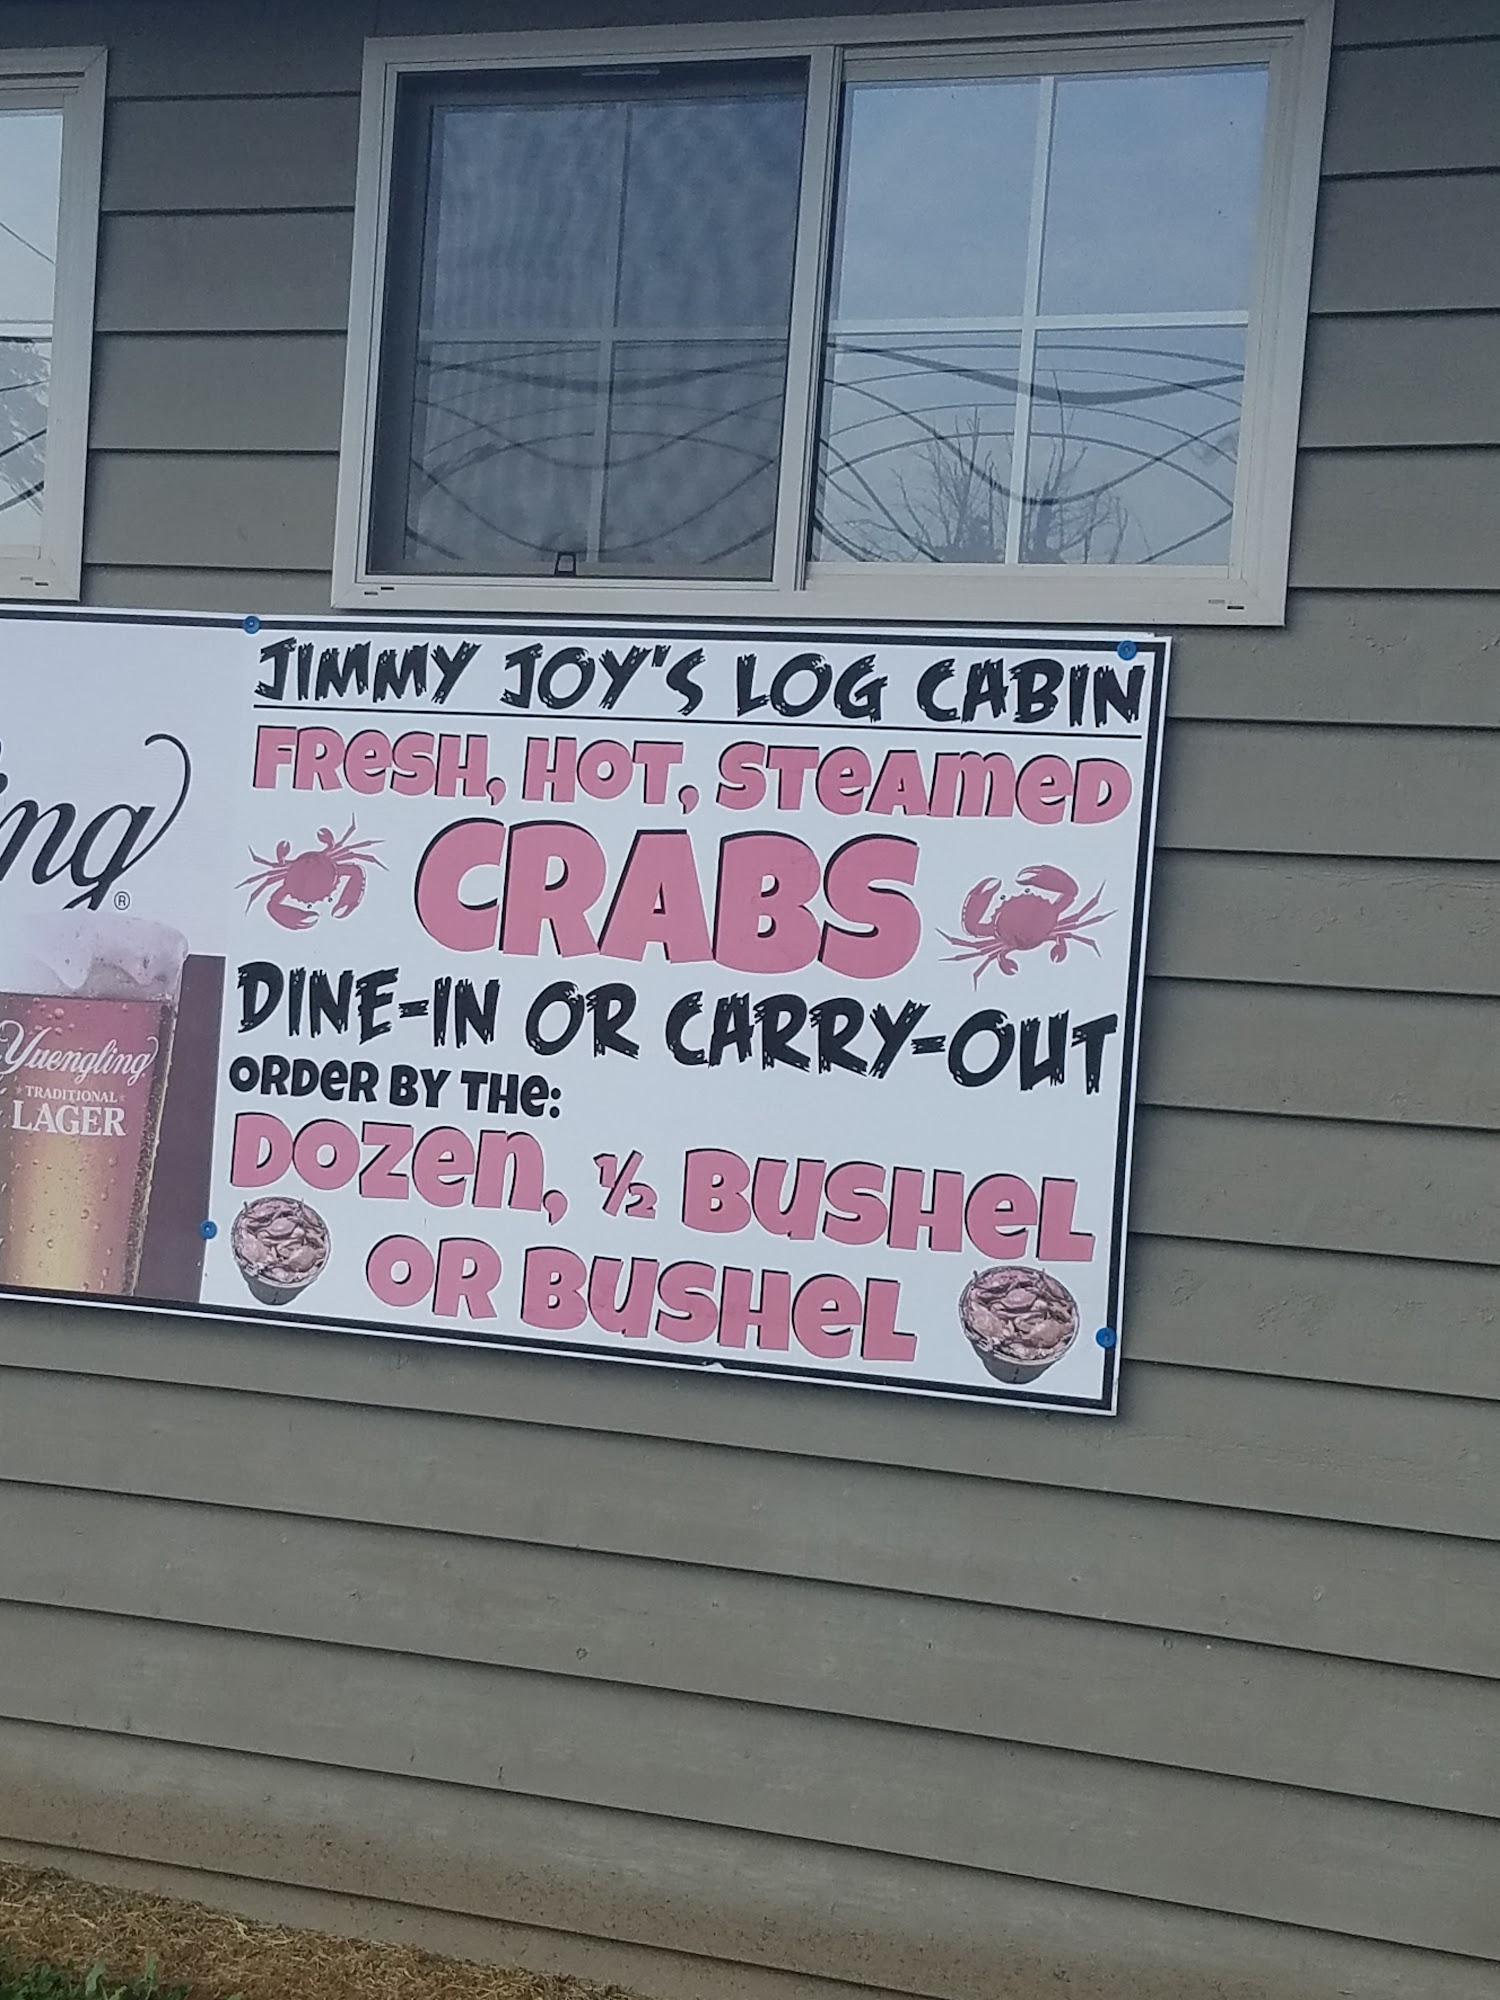 JIMMY JOY'S LOG CABIN
FRESH, HOT, STEAMED
CRABS
DINE-IN OR CARRY-OUT
ORDER BY THE:
DOZEN, ½ BUSHEL
OR BUSHEL
ing®
Yuengling
TRADITIONAL
LAGER